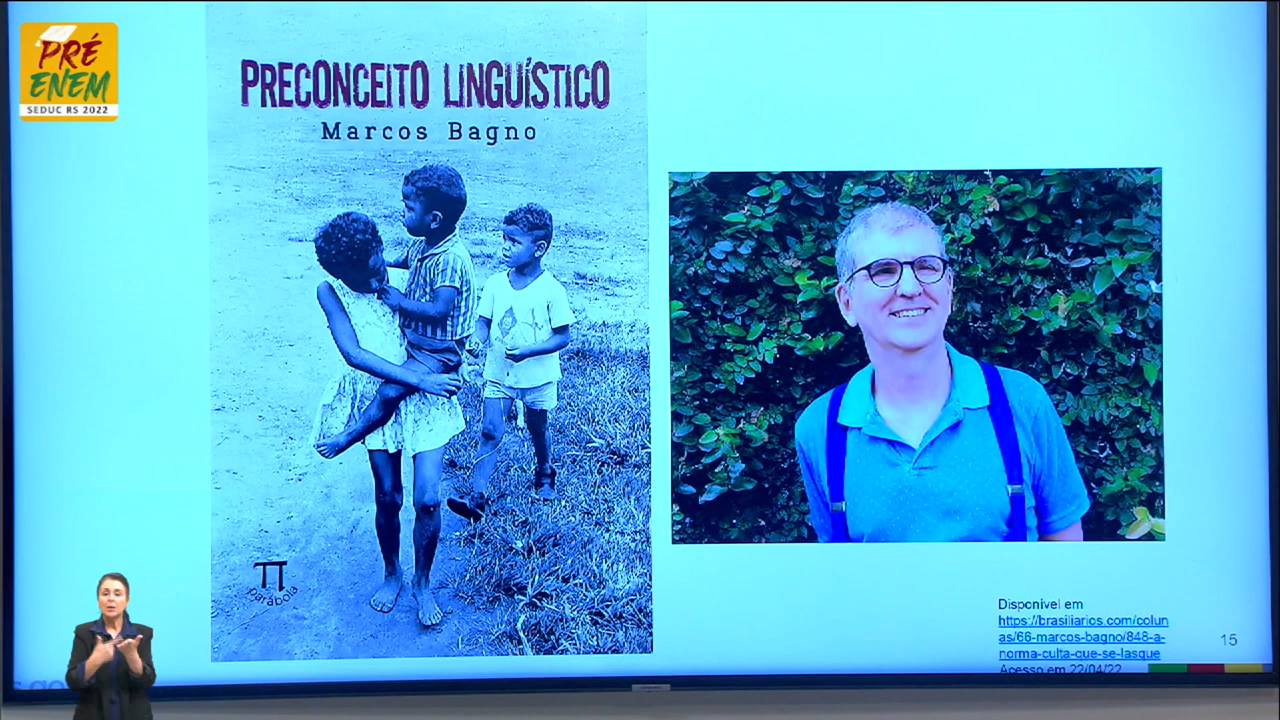 PRÉ
ENEM
SEDUC RS 2022
PRECONCEITO LINGUÍSTICO
Marcos Bagno
parábola
Disponível em
https://brasiliarios.com/colun
as/66-marcos-bagno/848-a-
norma-culta-que-se-lasque
Acesso em 22/04/22
15